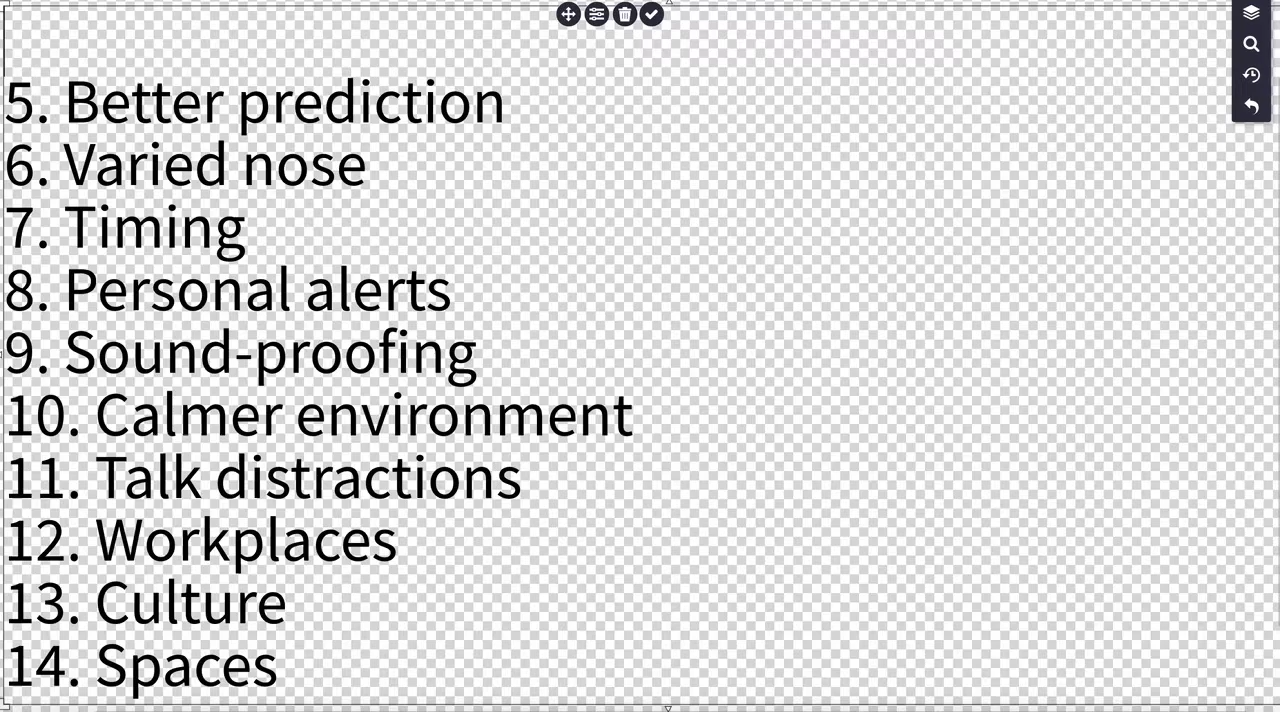 5. Better prediction
6. Varied nose
7. Timing
8. Personal alerts
9. Sound-proofing
10. Calmer environment
11. Talk distractions
12. Workplaces
13. Culture
14. Spaces